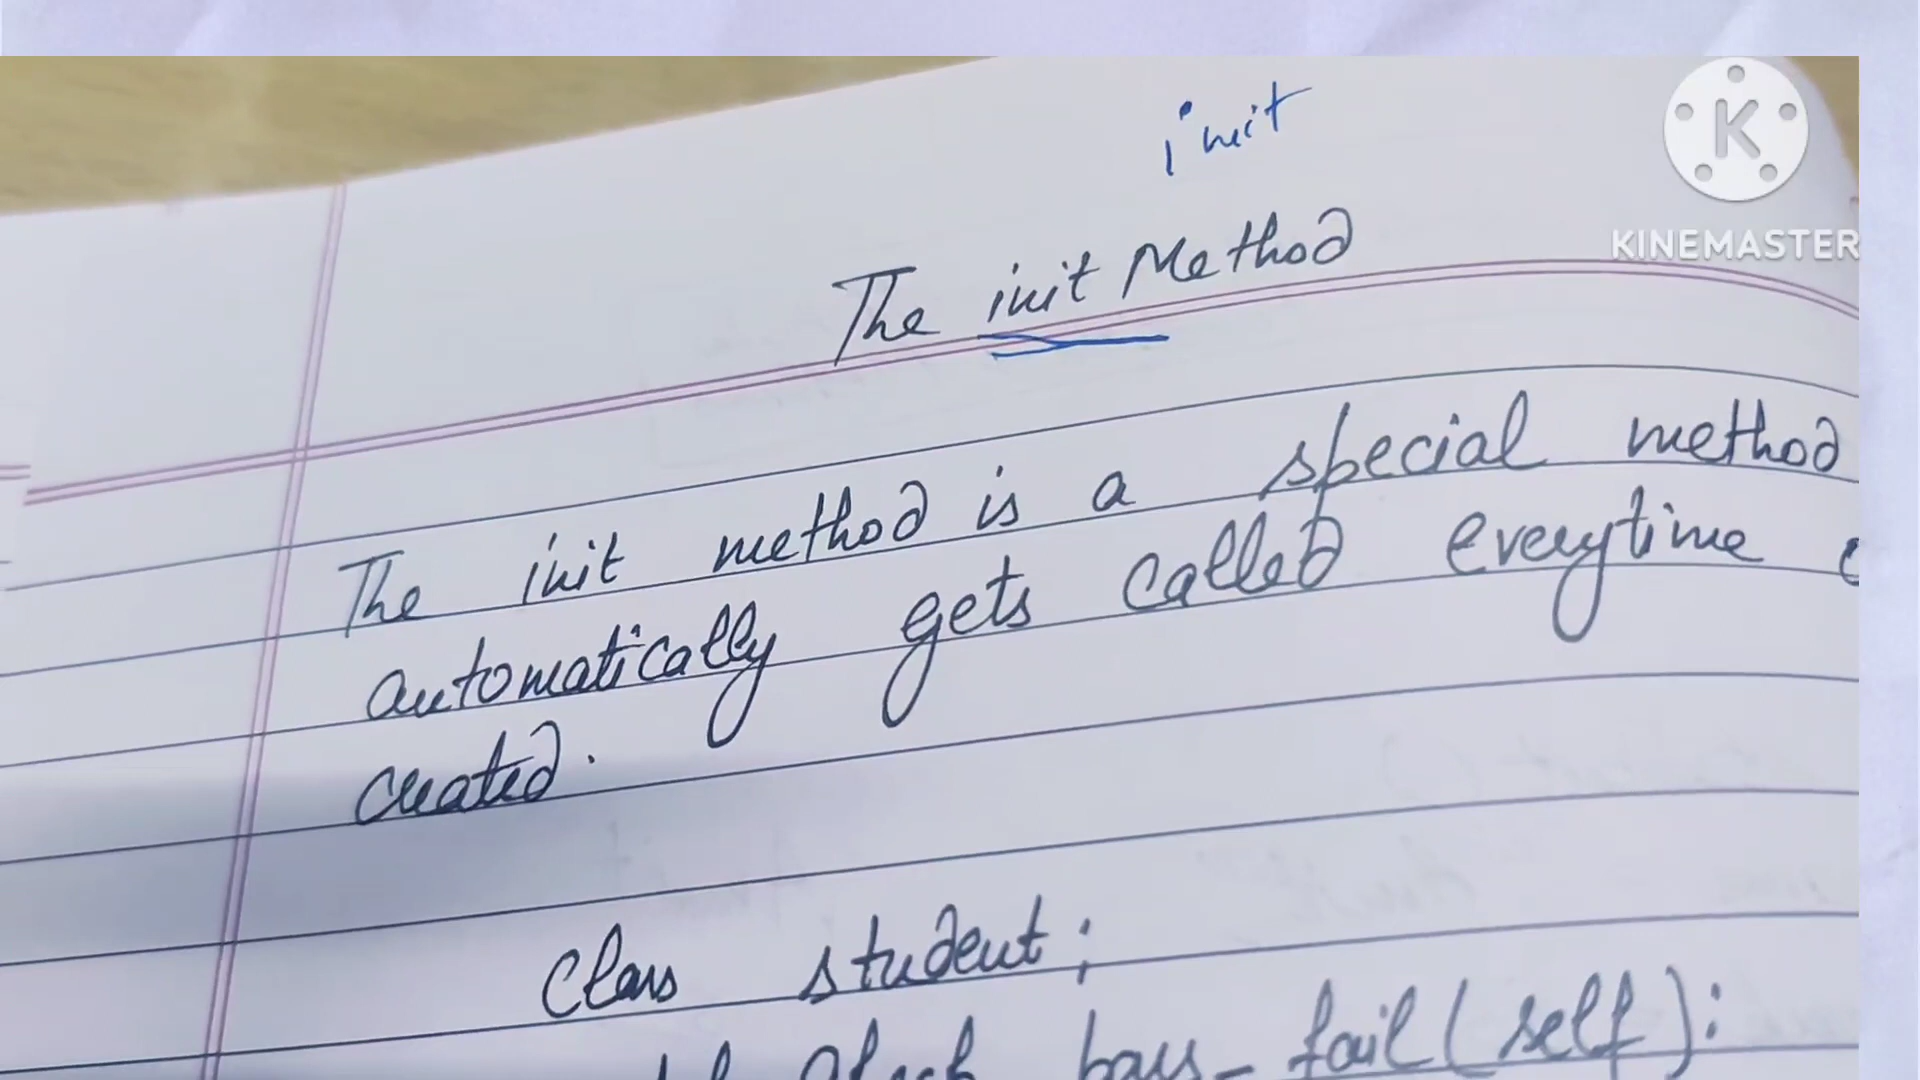 init
K
KINEMASTER
The init Method
The init method is a special method
automatically gets called everytime
created.
Class student;
fail(self):